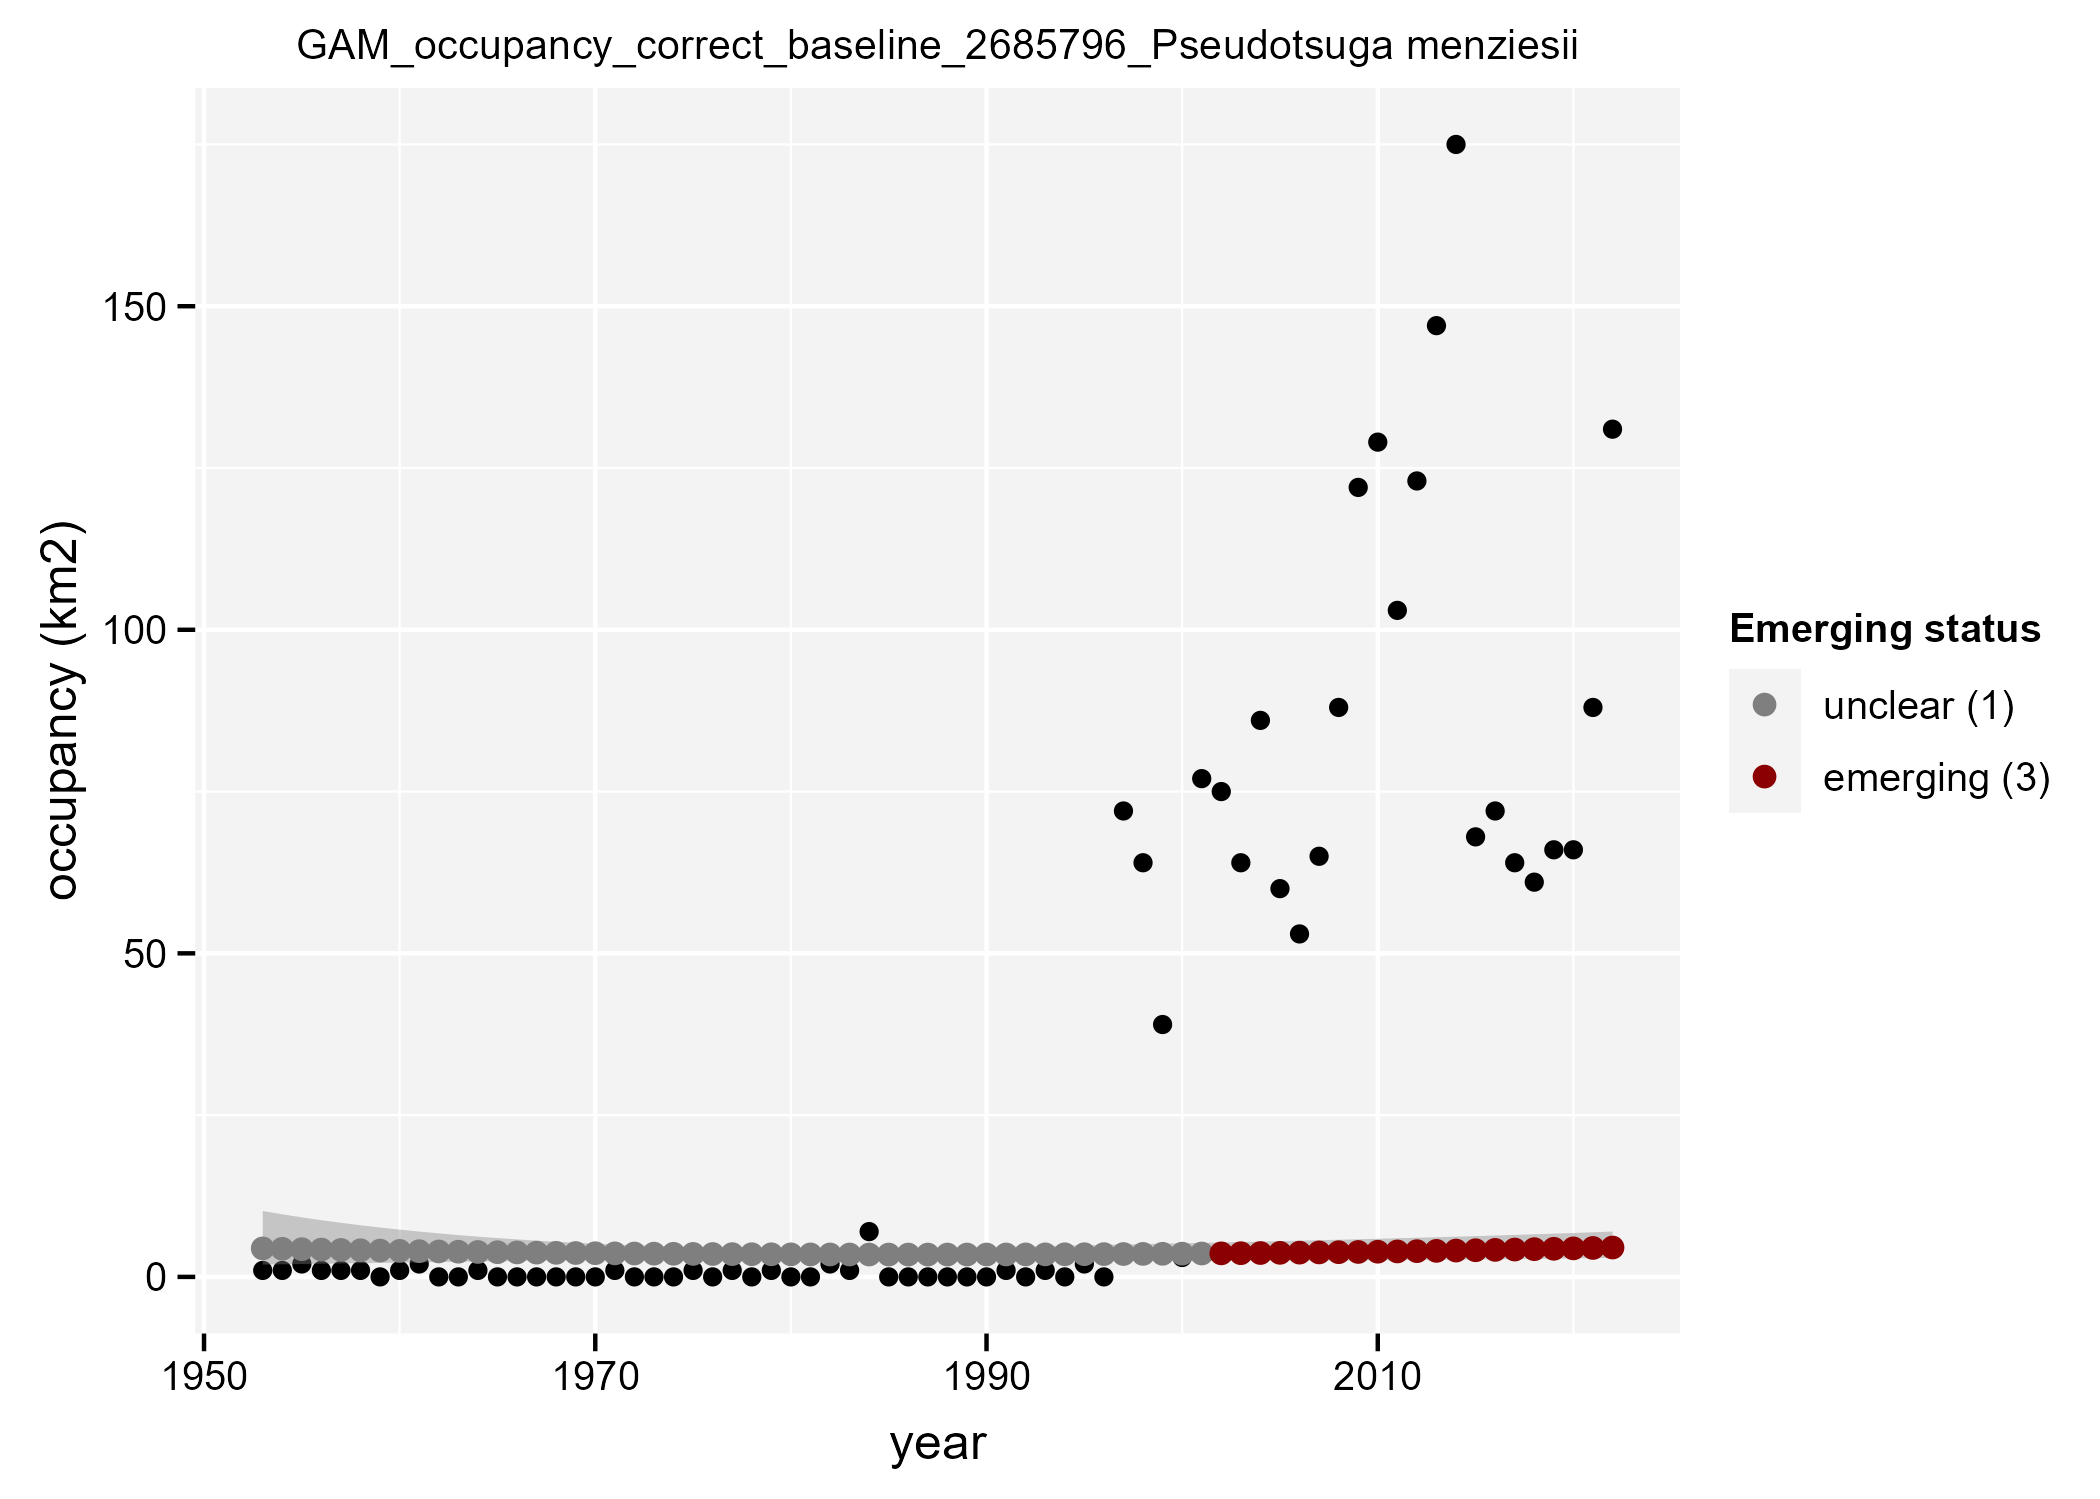 GAM_occupancy_correct_baseline_2685796_Pseudotsuga menziesii
occupancy (km2)
150
100
50
0
1950 1970 1990 2010
year
Emerging status
unclear (1)
emerging (3)